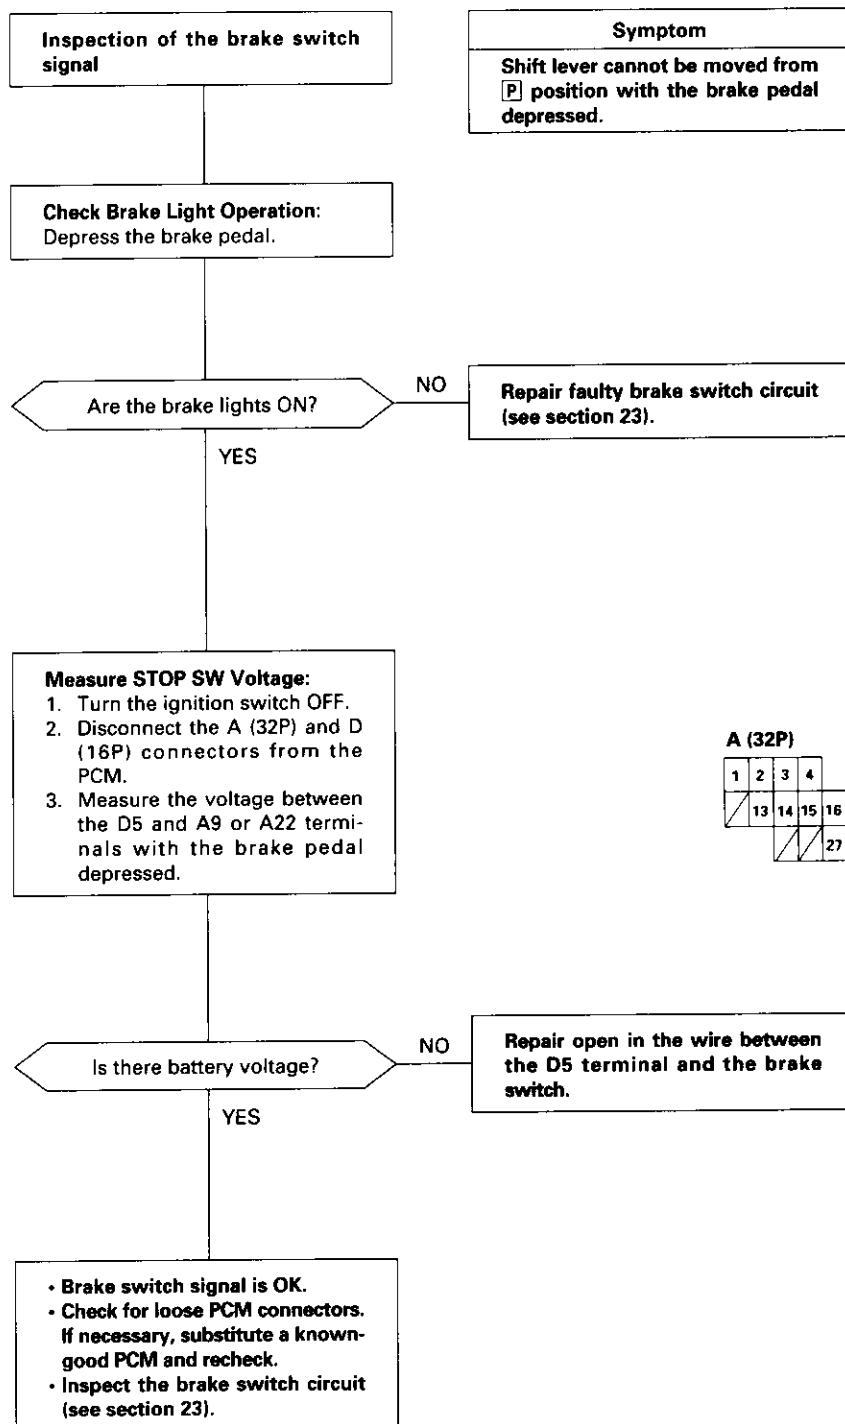 Inspection of the brake switch
signal
Symptom
Shift lever cannot be moved from
P position with the brake pedal
depressed.
Check Brake Light Operation:
Depress the brake pedal.
Are the brake lights ON?
NO
Repair faulty brake switch circuit
(see section 23).
YES
Measure STOP SW Voltage:
1. Turn the ignition switch OFF.
2. Disconnect the A (32P) and D
(16P) connectors from the
PCM.
3. Measure the voltage between
the D5 and A9 or A22 termi-
nals with the brake pedal
depressed.
A (32P)
1 2 3 4
13 14 15 16
27
Is there battery voltage?
NO
Repair open in the wire between
the D5 terminal and the brake
switch.
YES
• Brake switch signal is OK.
• Check for loose PCM connectors.
If necessary, substitute a known-
good PCM and recheck.
• Inspect the brake switch circuit
(see section 23).